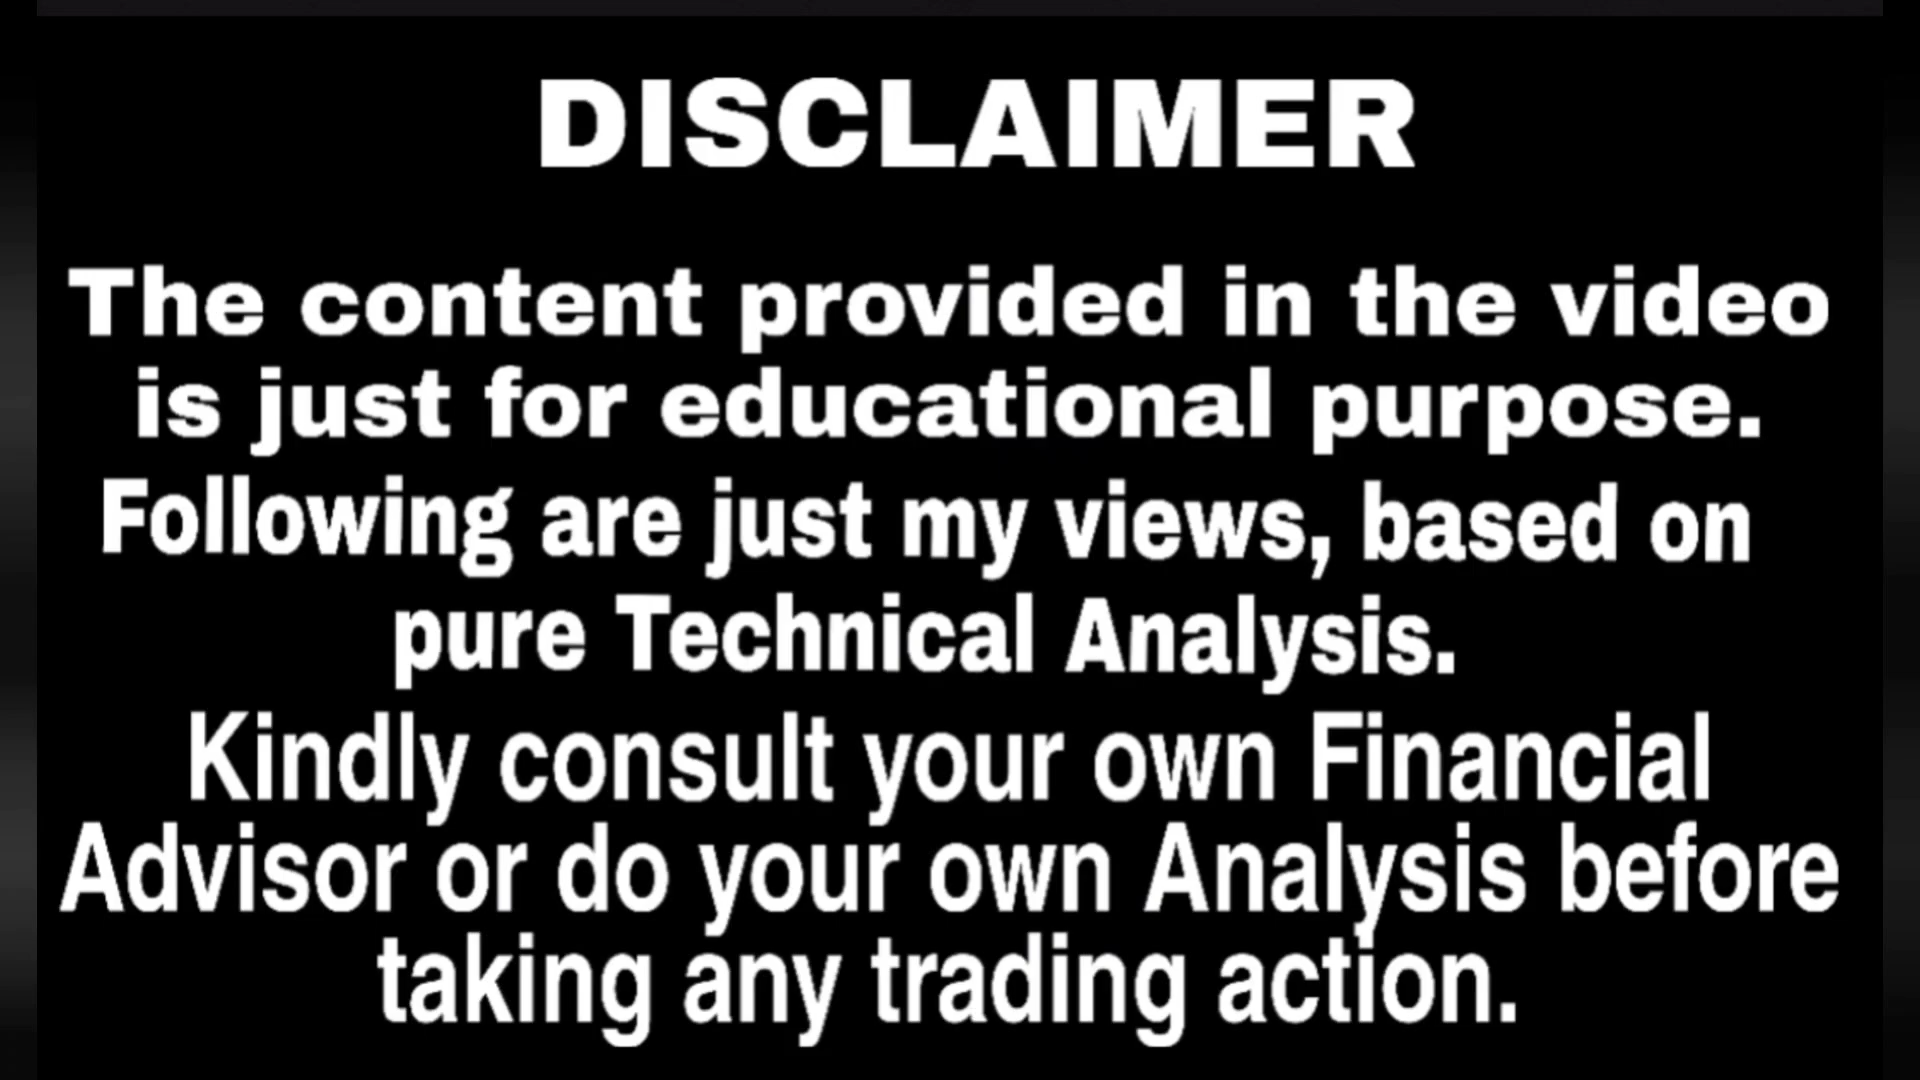 DISCLAIMER
The content provided in the video
is just for educational purpose.
Following are just my views, based on
pure Technical Analysis.
Kindly consult your own Financial
Advisor or do your own Analysis before
taking any trading action.